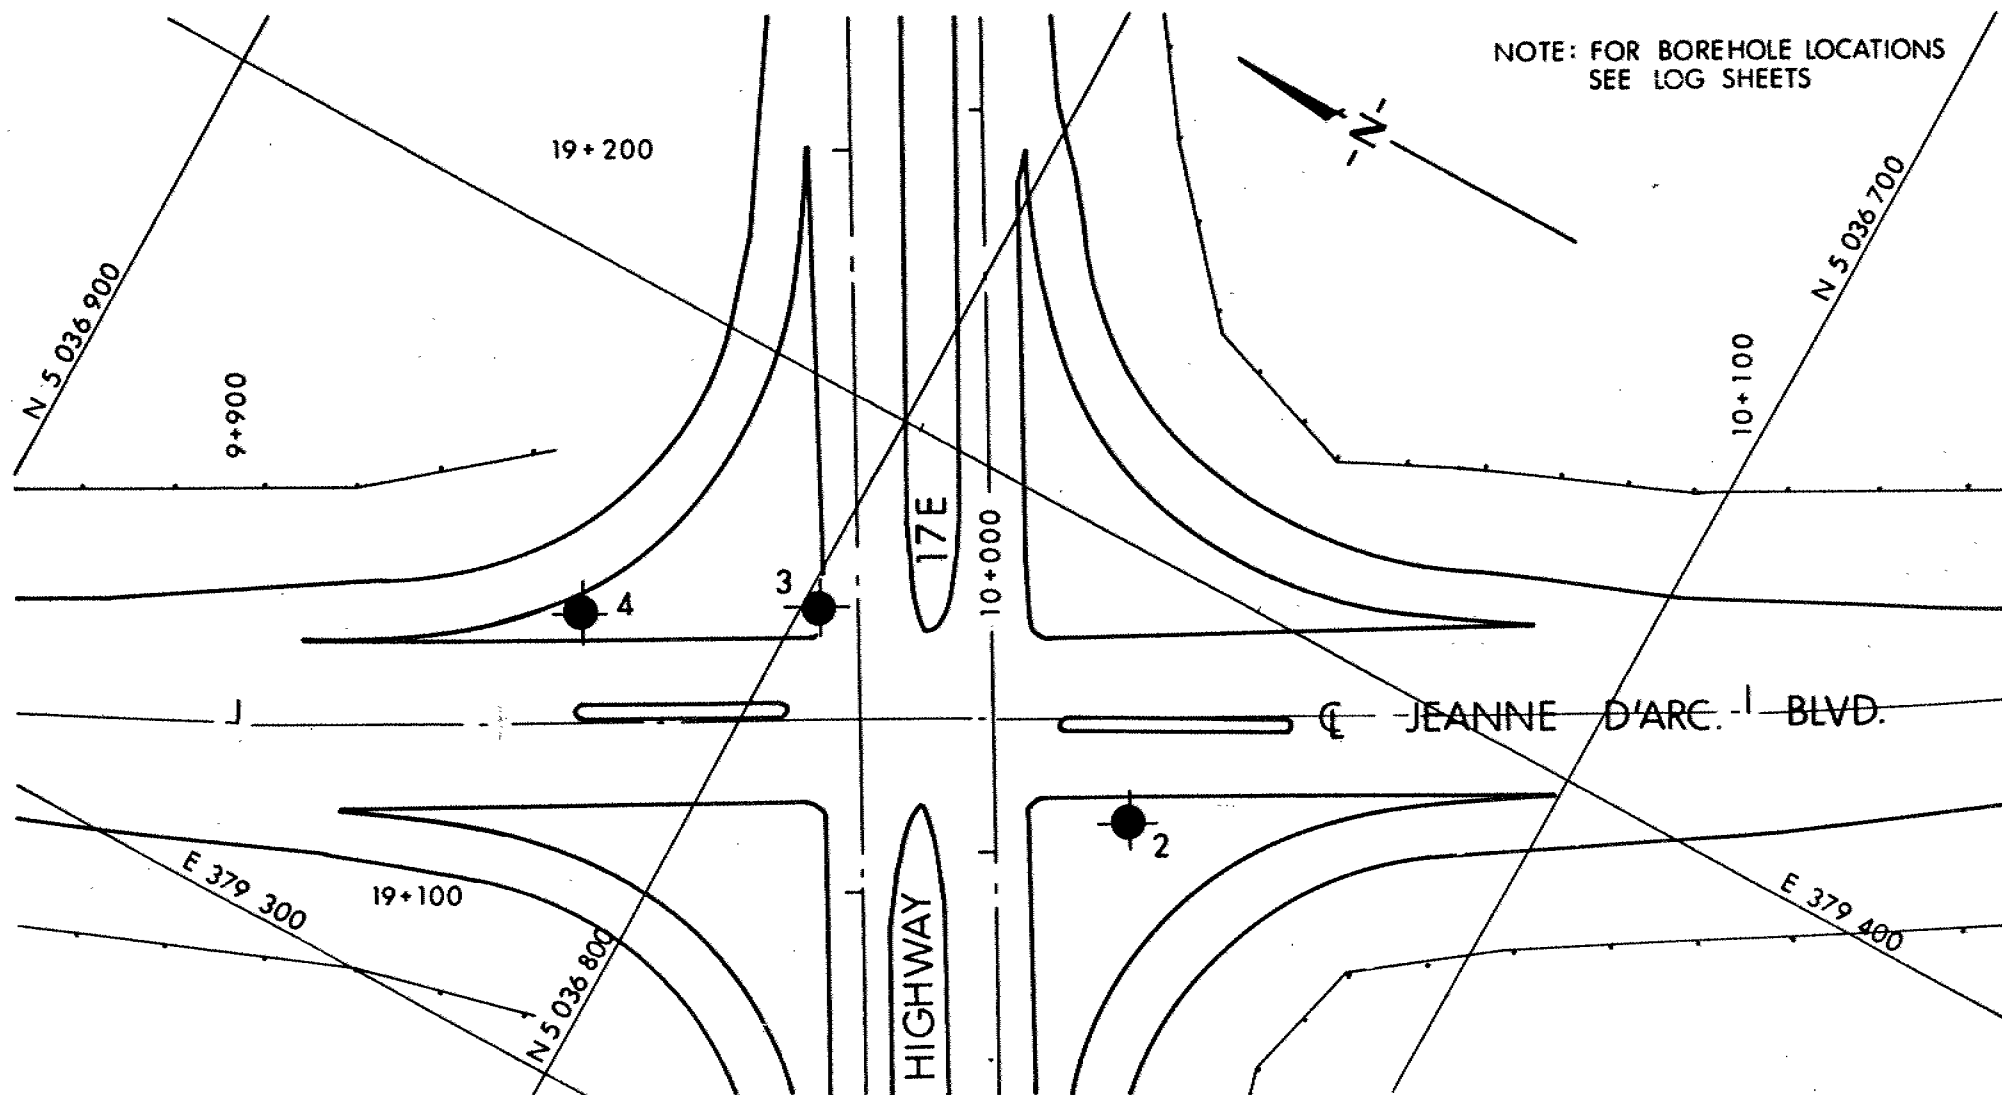 NOTE: FOR BOREHOLE LOCATIONS
SEE LOG SHEETS
-N-
19+200
N 5 036 700
N 5 036 900
9+900
10+100
17E
10+000
3
4
℄ JEANNE D'ARC. BLVD.
2
E 379 300
19+100
N 5 036 800
HIGHWAY
E 379 400